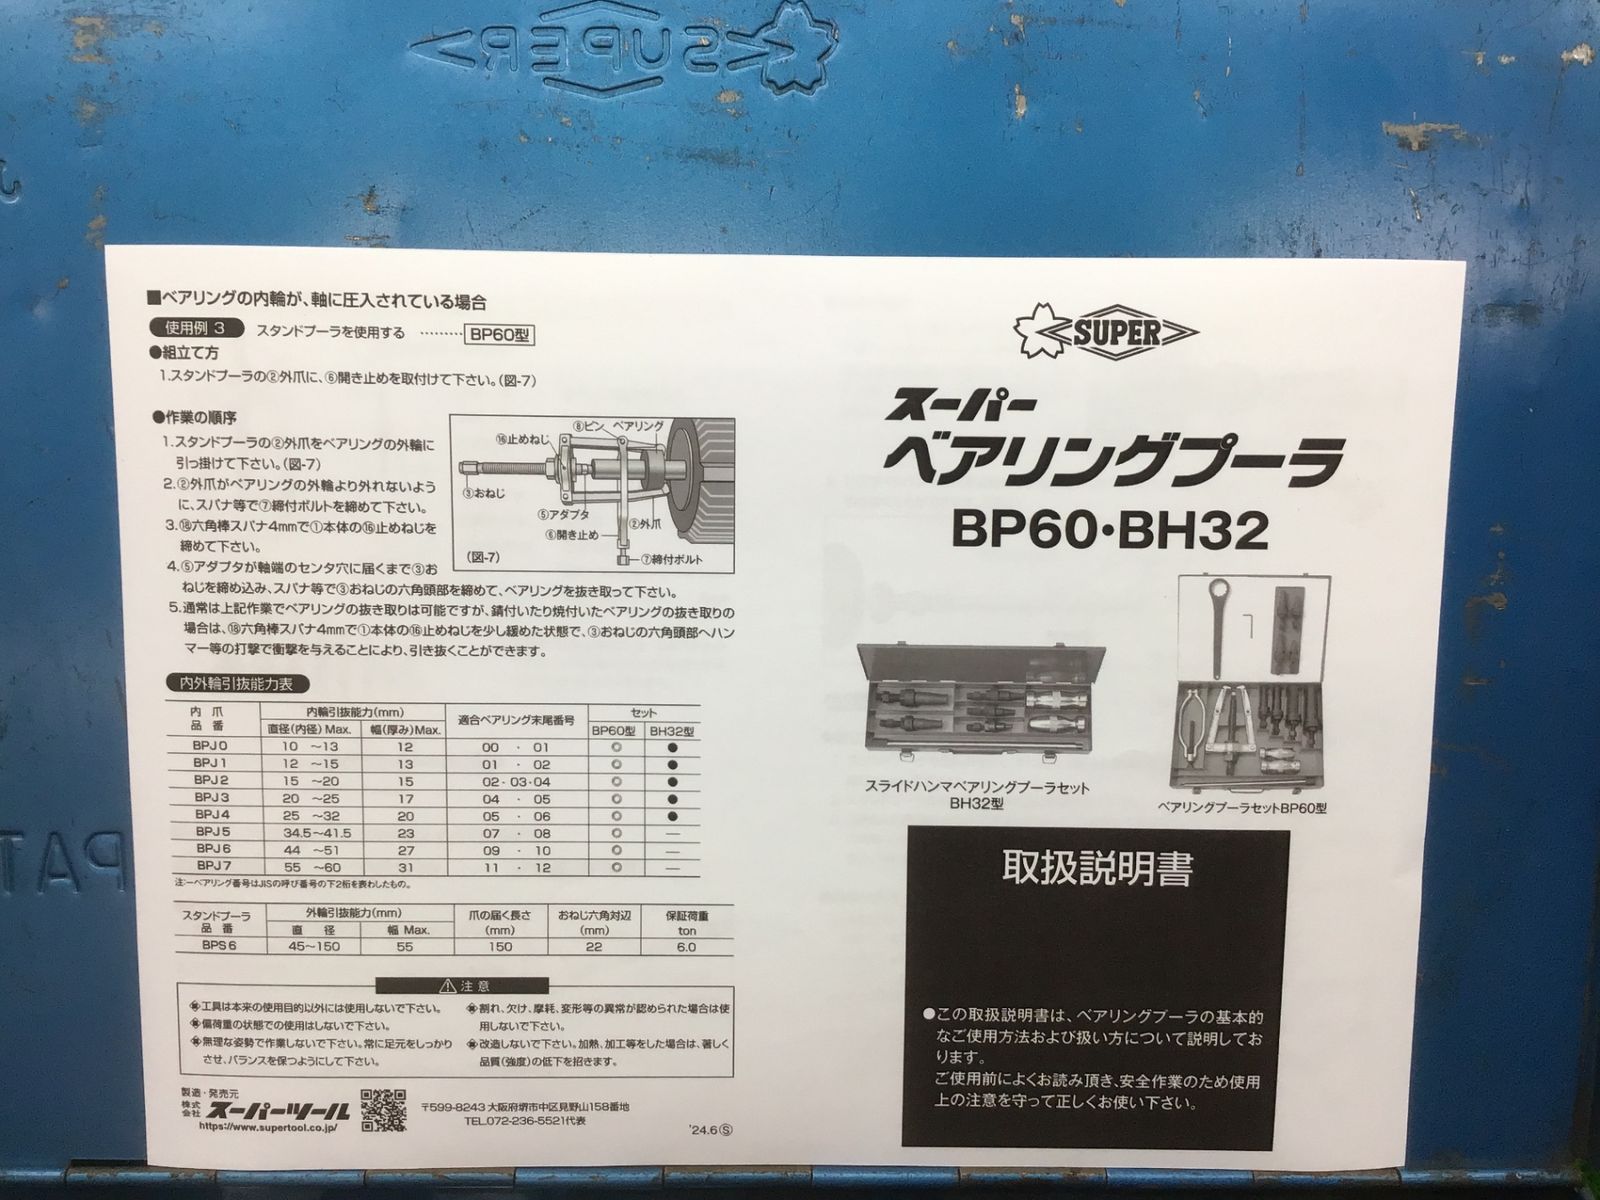 SUPER
PAT
■ベアリングの内輪が、軸に圧入されている場合
使用例 3 スタンドプーラを使用する ……… BP60型
●組立て方
1.スタンドプーラの②外爪に、⑥開き止めを取付けて下さい。(図-7)
●作業の順序
1.スタンドプーラの②外爪をベアリングの外輪に
引っ掛けて下さい。(図-7)
2.②外爪がベアリングの外輪より外れないよう
に、スパナ等で⑦締付ボルトを締めて下さい。
3.⑱六角棒スパナ4mmで①本体の⑯止めねじを
締めて下さい。
4.⑤アダプタが軸端のセンタ穴に届くまで③お
ねじを締め込み、スパナ等で③おねじの六角頭部を締めて、ベアリングを抜き取って下さい。
5.通常は上記作業でベアリングの抜き取りは可能ですが、錆付いたり焼付いたベアリングの抜き取りの
場合は、⑱六角棒スパナ4mmで①本体の⑯止めねじを少し緩めた状態で、③おねじの六角頭部へハン
マー等の打撃で衝撃を与えることにより、引き抜くことができます。
⑧ピン ベアリング
⑯止めねじ
③おねじ
⑤アダプタ ②外爪
⑥開き止め
(図-7) ⑦締付ボルト
内外輪引抜能力表
内爪品番 内輪引抜能力(mm) 適合ベアリング末尾番号 セット
直径(内径)Max. 幅(厚み)Max. BP60型 BH32型
BPJ0 10 ～13 12 00 ・ 01 ◎ ●
BPJ1 12 ～15 13 01 ・ 02 ◎ ●
BPJ2 15 ～20 15 02・03・04 ◎ ●
BPJ3 20 ～25 17 04 ・ 05 ◎ ●
BPJ4 25 ～32 20 05 ・ 06 ◎ ●
BPJ5 34.5～41.5 23 07 ・ 08 ◎ ―
BPJ6 44 ～51 27 09 ・ 10 ◎ ―
BPJ7 55 ～60 31 11 ・ 12 ◎ ―
注:ーベアリング番号はJISの呼び番号の下2桁を表わしたもの。
スタンドプーラ品番 外輪引抜能力(mm) 爪の届く長さ(mm) おねじ六角対辺(mm) 保証荷重ton
直 径 幅 Max.
BPS6 45～150 55 150 22 6.0
⚠注 意
※工具は本来の使用目的以外には使用しないで下さい。
※偏荷重の状態での使用はしないで下さい。
※無理な姿勢で作業しないで下さい。常に足元をしっかり
させ、バランスを保つようにして下さい。
※割れ、欠け、摩耗、変形等の異常が認められた場合は使
用しないで下さい。
※改造しないで下さい。加熱、加工等をした場合は、著しく
品質(強度)の低下を招きます。
製造・発売元
株式会社 スーパーツール
https://www.supertool.co.jp/
〒599-8243 大阪府堺市中区見野山158番地
TEL.072-236-5521代表
'24.6Ⓢ
SUPER
スーパー
ベアリングプーラ
BP60・BH32
スライドハンマベアリングプーラセット
BH32型
ベアリングプーラセットBP60型
取扱説明書
●この取扱説明書は、ベアリングプーラの基本的
なご使用方法および扱い方について説明してお
ります。
ご使用前によくお読み頂き、安全作業のため使用
上の注意を守って正しくお使い下さい。